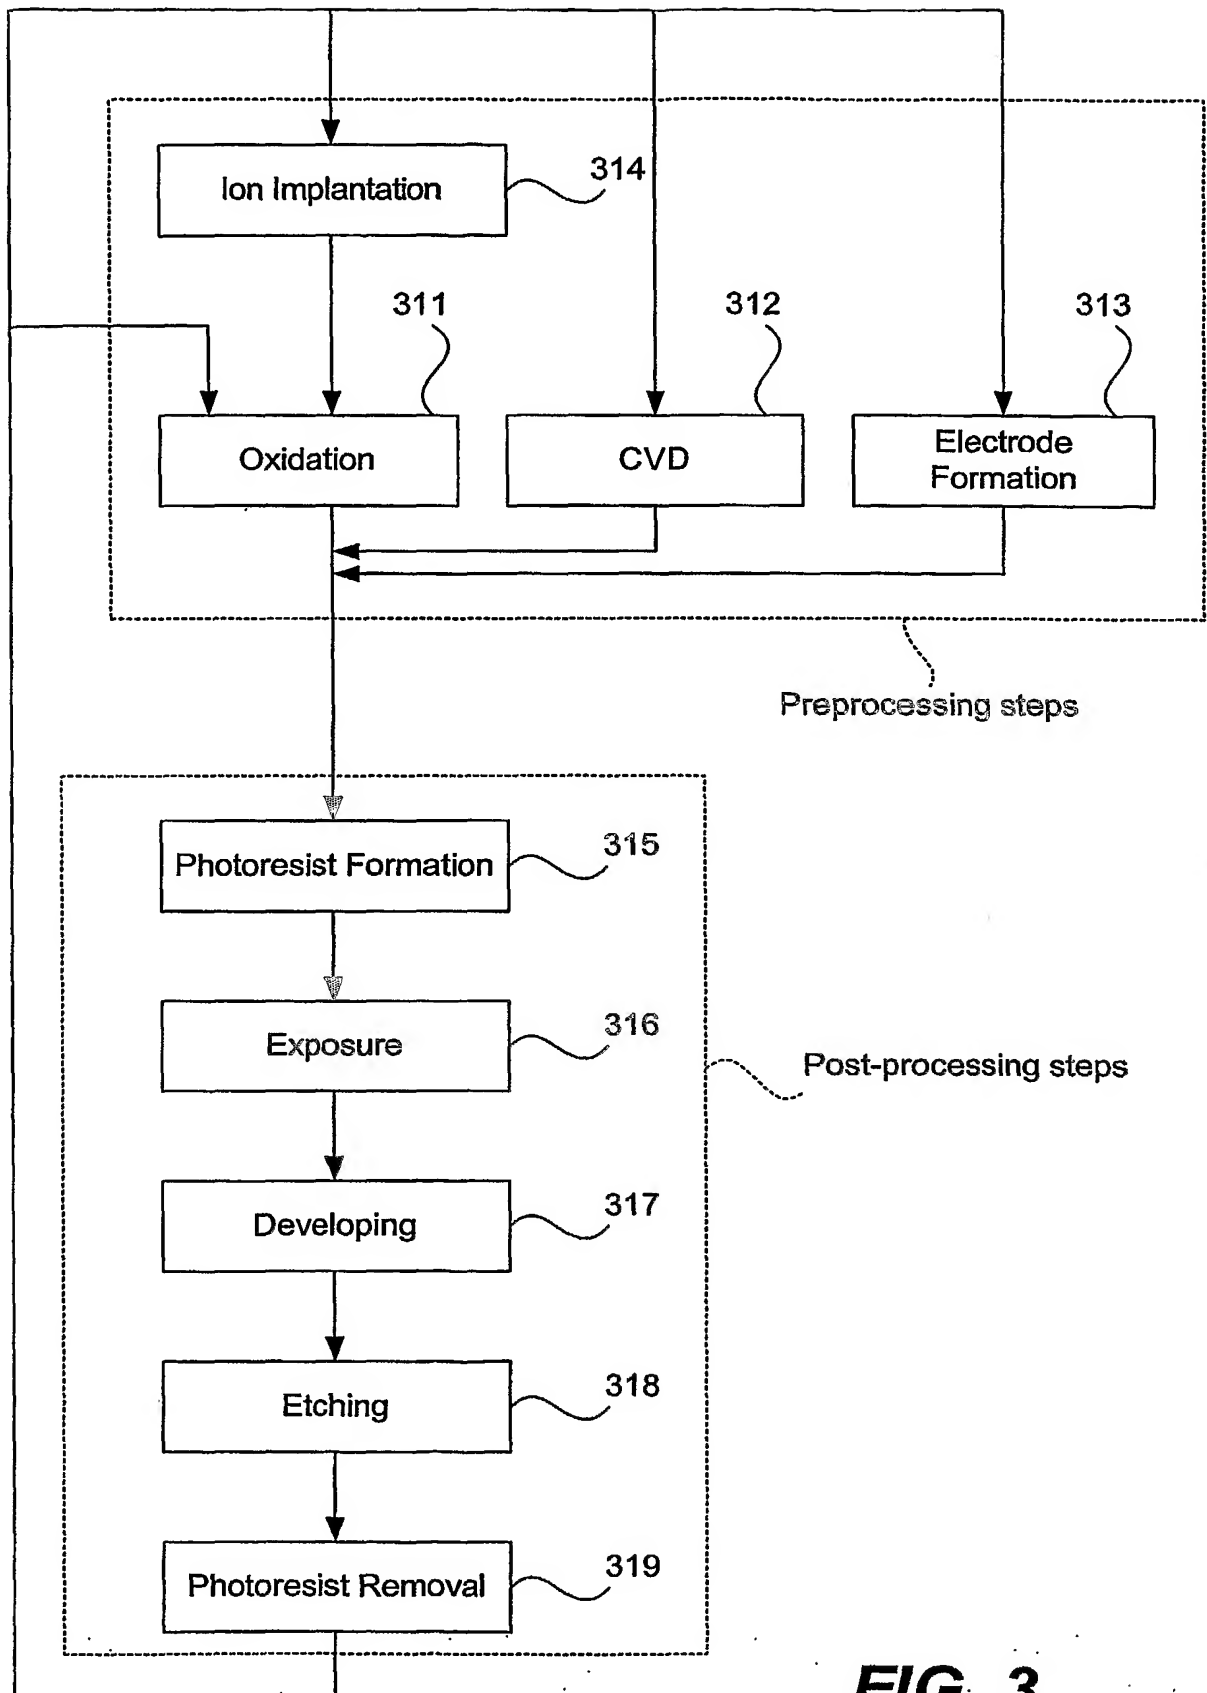 Ion Implantation
314
311
312
313
Oxidation
CVD
Electrode
Formation
Preprocessing steps
Photoresist Formation
315
Exposure
316
Post-processing steps
Developing
317
Etching
318
Photoresist Removal
319
FIG. 3